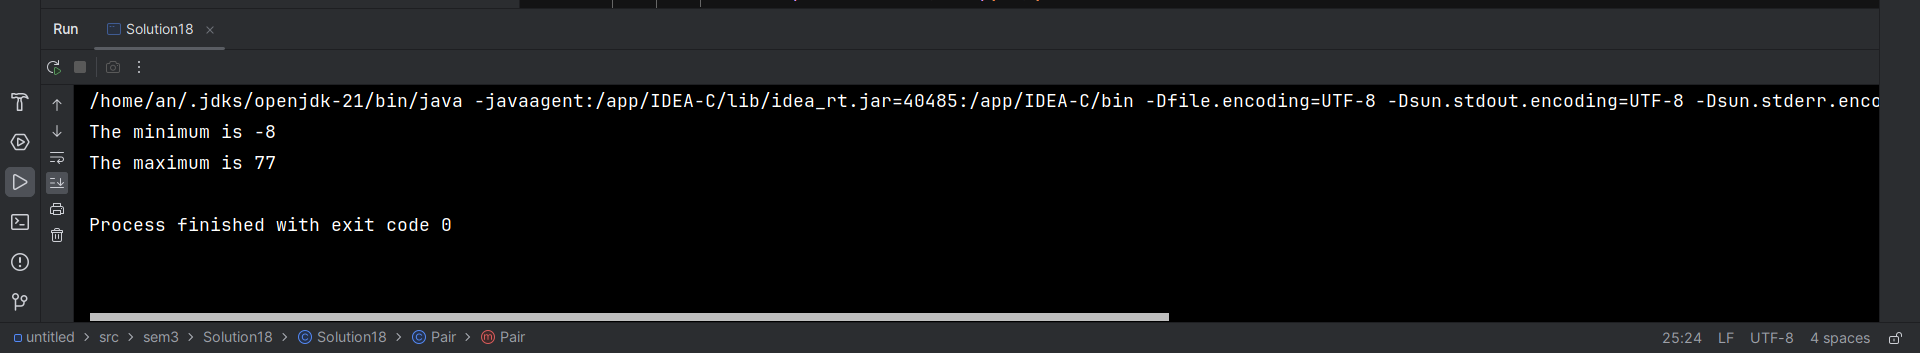 Run Solution18
/home/an/.jdks/openjdk-21/bin/java -javaagent:/app/IDEA-C/lib/idea_rt.jar=40485:/app/IDEA-C/bin -Dfile.encoding=UTF-8 -Dsun.stdout.encoding=UTF-8 -Dsun.stderr.enco
The minimum is -8
The maximum is 77
Process finished with exit code 0
untitled > src > sem3 > Solution18 > Solution18 > Pair > Pair 25:24 LF UTF-8 4 spaces